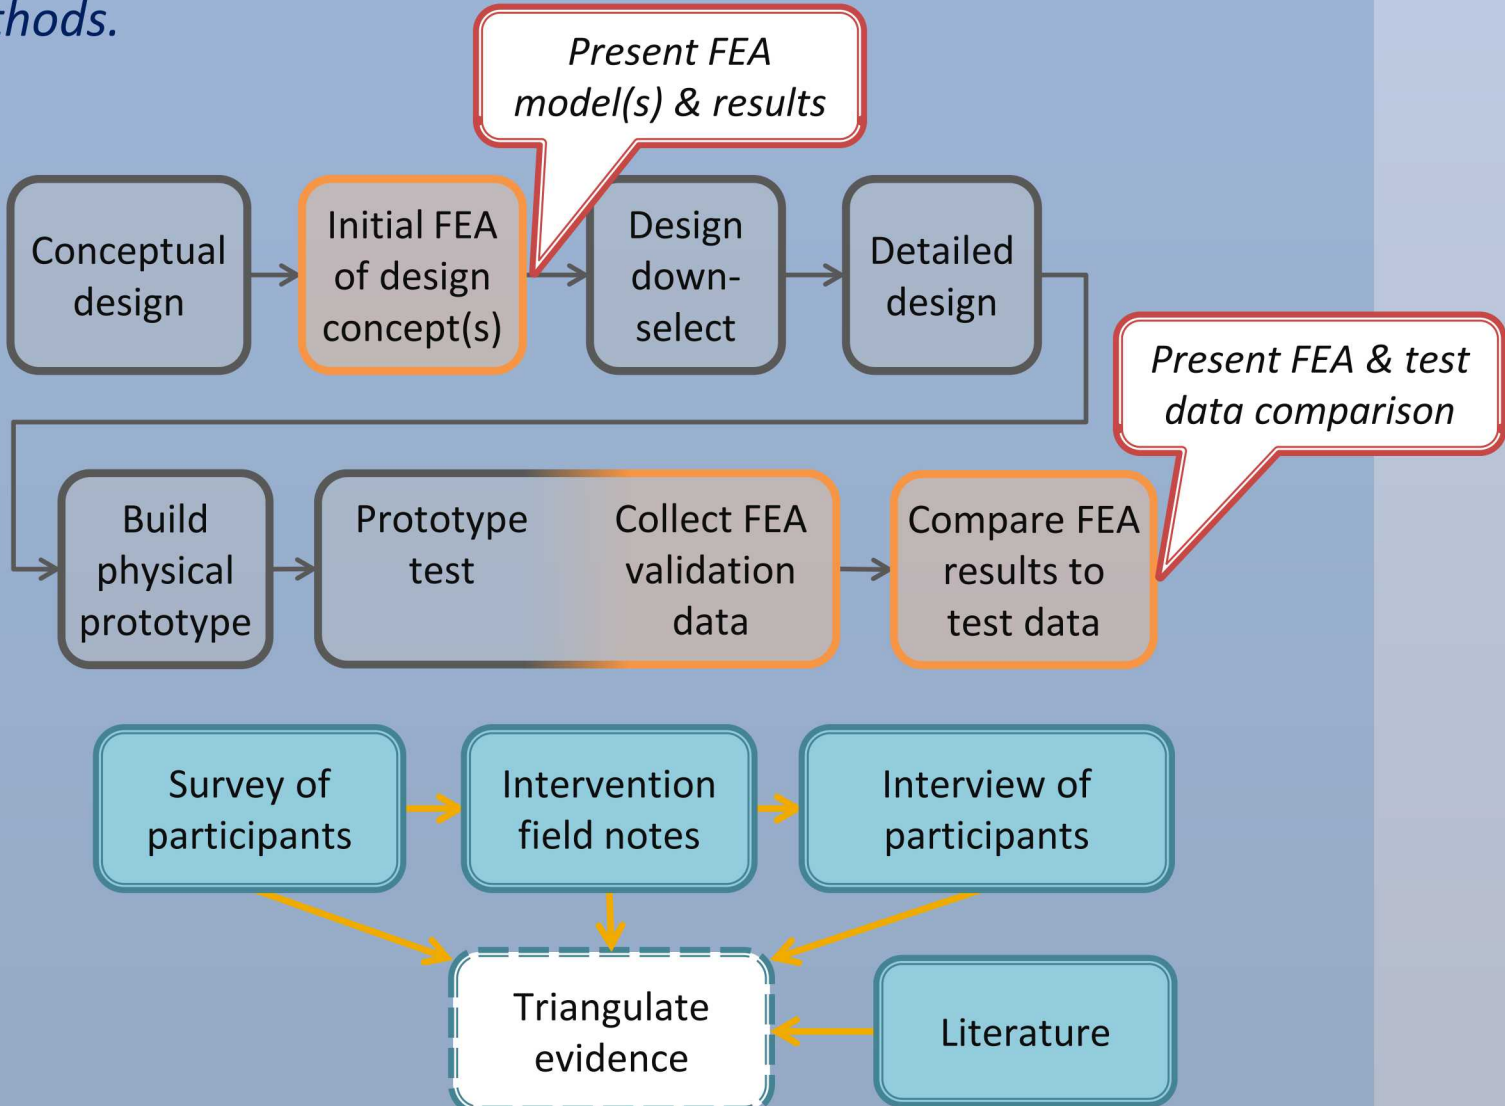 Present FEA
model(s) & results
Conceptual
design
Initial FEA
of design
concept(s)
Design
down-
select
Detailed
design
Present FEA & test
data comparison
Build
physical
prototype
Prototype
test
Collect FEA
validation
data
Compare FEA
results to
test data
Survey of
participants
Intervention
field notes
Interview of
participants
Triangulate
evidence
Literature